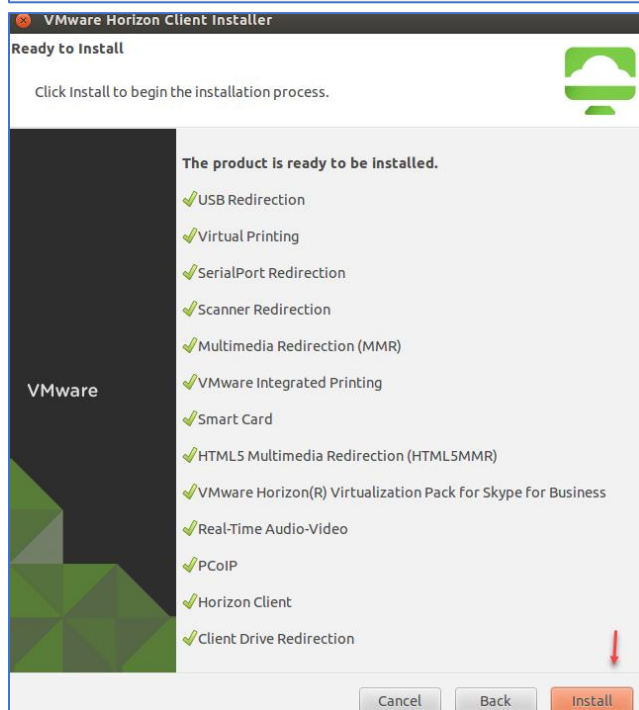 VMware Horizon Client Installer
Ready to Install
Click Install to begin the installation process.
The product is ready to be installed.
USB Redirection
Virtual Printing
SerialPort Redirection
Scanner Redirection
Multimedia Redirection (MMR)
VMware Integrated Printing
VMware
Smart Card
HTML5 Multimedia Redirection (HTML5MMR)
VMware Horizon(R) Virtualization Pack for Skype for Business
Real-Time Audio-Video
PCoIP
Horizon Client
Client Drive Redirection
Cancel Back Install